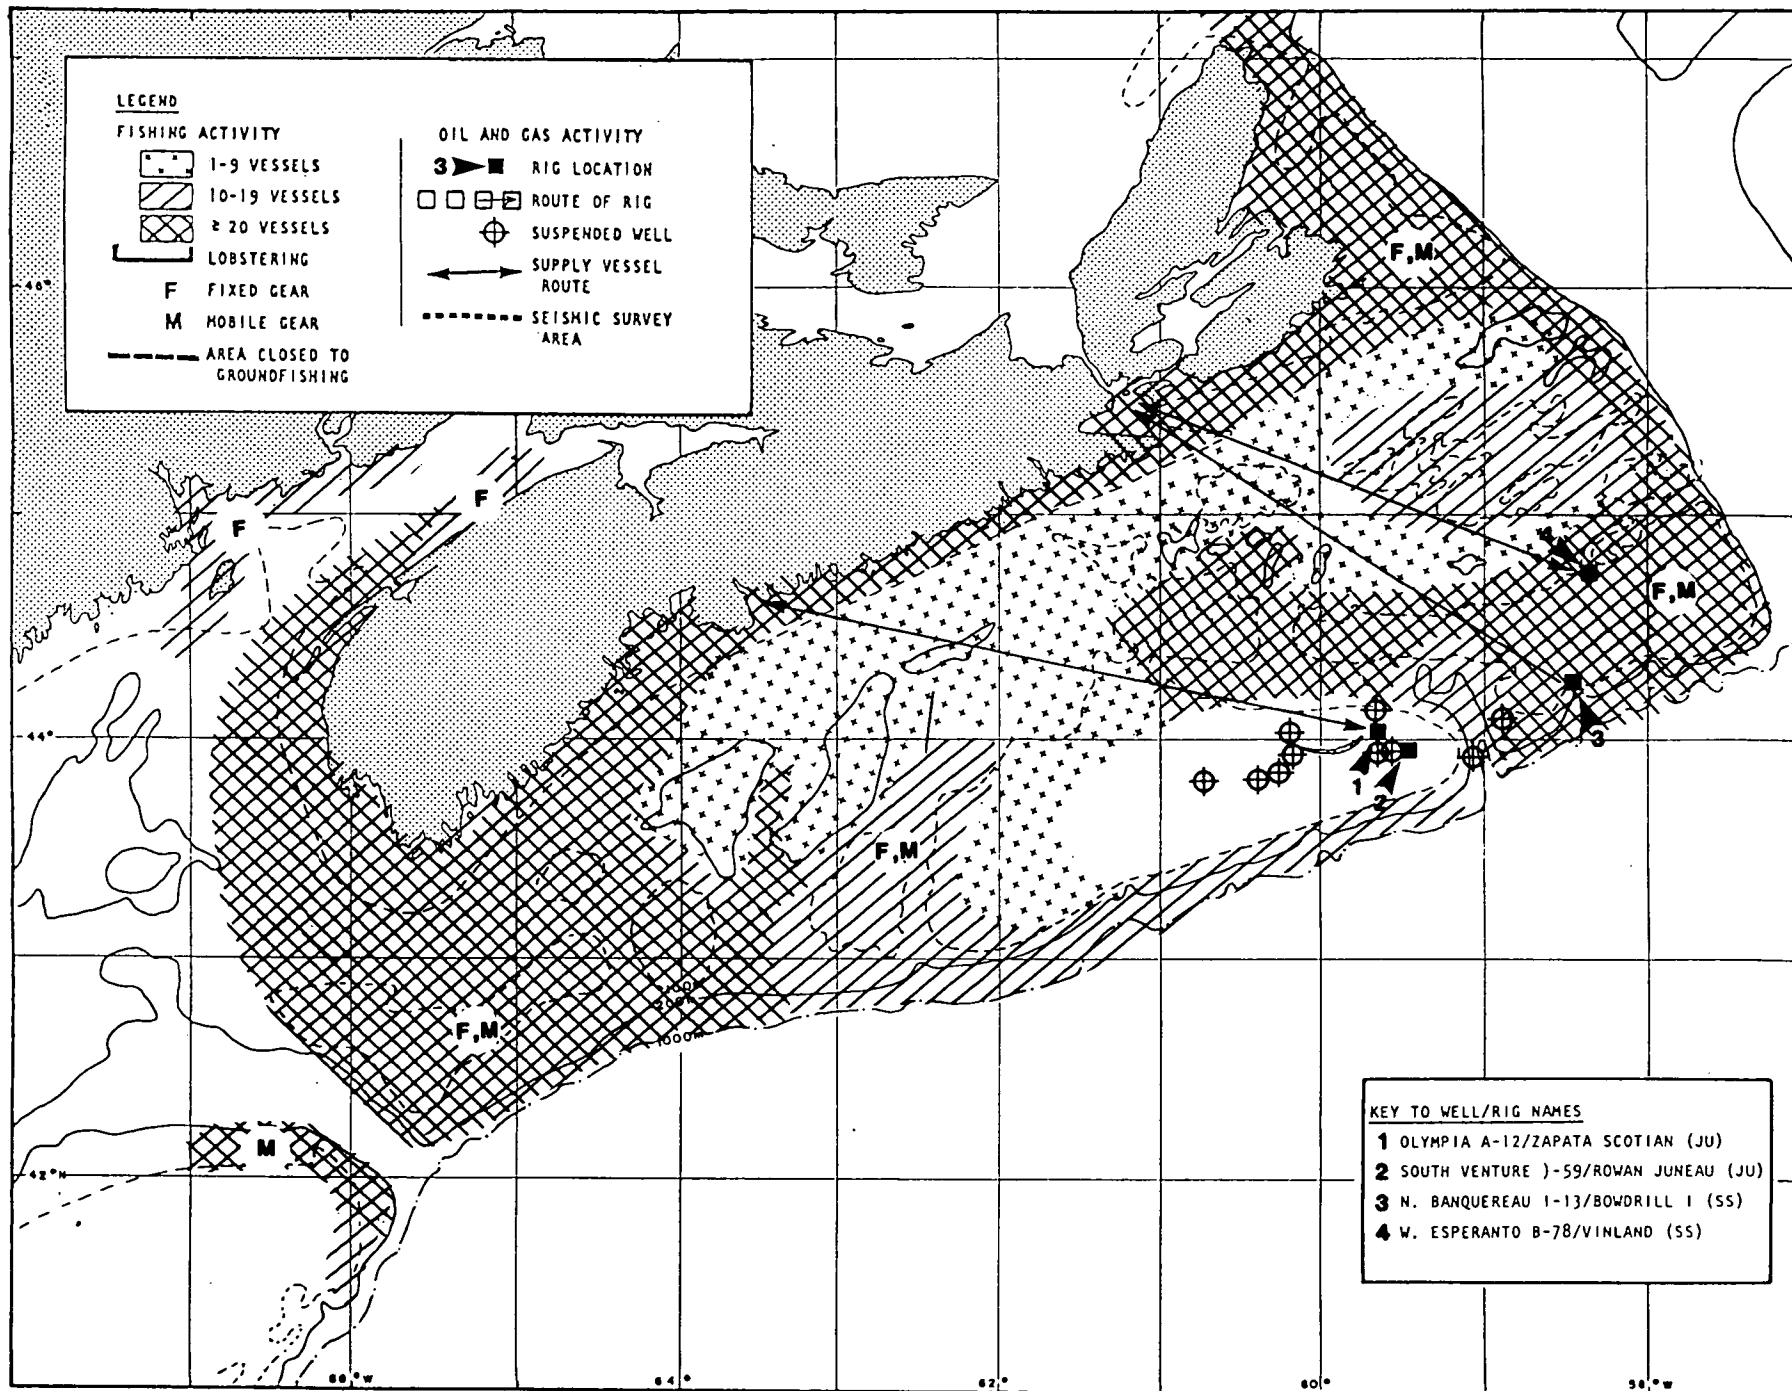 LEGEND
FISHING ACTIVITY
1-9 VESSELS
10-19 VESSELS
≥ 20 VESSELS
LOBSTERING
F FIXED GEAR
M MOBILE GEAR
AREA CLOSED TO
GROUNDFISHING
OIL AND GAS ACTIVITY
3 RIG LOCATION
ROUTE OF RIG
SUSPENDED WELL
SUPPLY VESSEL
ROUTE
SEISMIC SURVEY
AREA
46°
F,M
F
F
F,M
4
44°
3
1
2
F,M
F,M
200m
1000m
M
42°N
KEY TO WELL/RIG NAMES
1 OLYMPIA A-12/ZAPATA SCOTIAN (JU)
2 SOUTH VENTURE )-59/ROWAN JUNEAU (JU)
3 N. BANQUEREAU I-13/BOWDRILL I (SS)
4 W. ESPERANTO B-78/VINLAND (SS)
66°W 64° 62° 60° 58°W